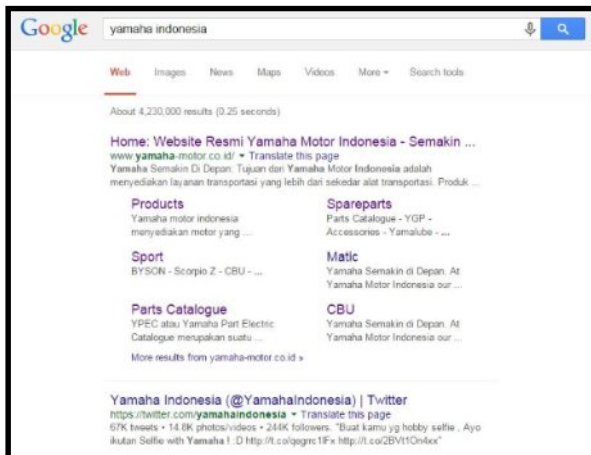 Google
yamaha indonesia
Web Images News Maps Videos More Search tools
About 4,230,000 results (0.25 seconds)
Home: Website Resmi Yamaha Motor Indonesia - Semakin ...
www.yamaha-motor.co.id/ Translate this page
Yamaha Semakin Di Depan. Tujuan dari Yamaha Motor Indonesia adalah
menyediakan layanan transportasi yang lebih dari sekedar alat transportasi. Produk ...
Products
Yamaha motor indonesia
menyediakan motor yang ...
Spareparts
Parts Catalogue - YGP -
Accessories - Yamalube - ...
Sport
BYSON - Scorpio Z - CBU - ...
Matic
Yamaha Semakin di Depan. At
Yamaha Motor Indonesia our ...
Parts Catalogue
YPEC atau Yamaha Part Electric
Catalogue merupakan suatu ...
CBU
Yamaha Semakin di Depan. At
Yamaha Motor Indonesia our ...
More results from yamaha-motor.co.id »
Yamaha Indonesia (@YamahaIndonesia) | Twitter
https://twitter.com/yamahaindonesia Translate this page
67K tweets • 14.8K photos/videos • 244K followers. "Buat kamu yg hobby selfie , Ayo
ikutan Selfie with Yamaha ! :D